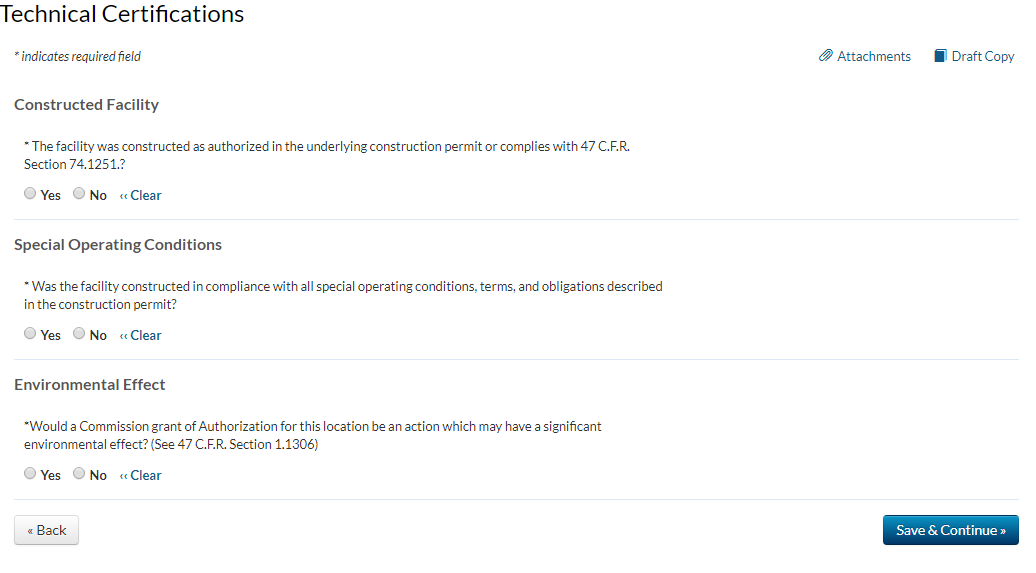 Technical Certifications
* indicates required field
Attachments
Draft Copy
Constructed Facility
* The facility was constructed as authorized in the underlying construction permit or complies with 47 C.F.R.
Section 74.1251.?
Yes No ‹‹ Clear
Special Operating Conditions
* Was the facility constructed in compliance with all special operating conditions, terms, and obligations described
in the construction permit?
Yes No ‹‹ Clear
Environmental Effect
*Would a Commission grant of Authorization for this location be an action which may have a significant
environmental effect? (See 47 C.F.R. Section 1.1306)
Yes No ‹‹ Clear
« Back
Save & Continue »